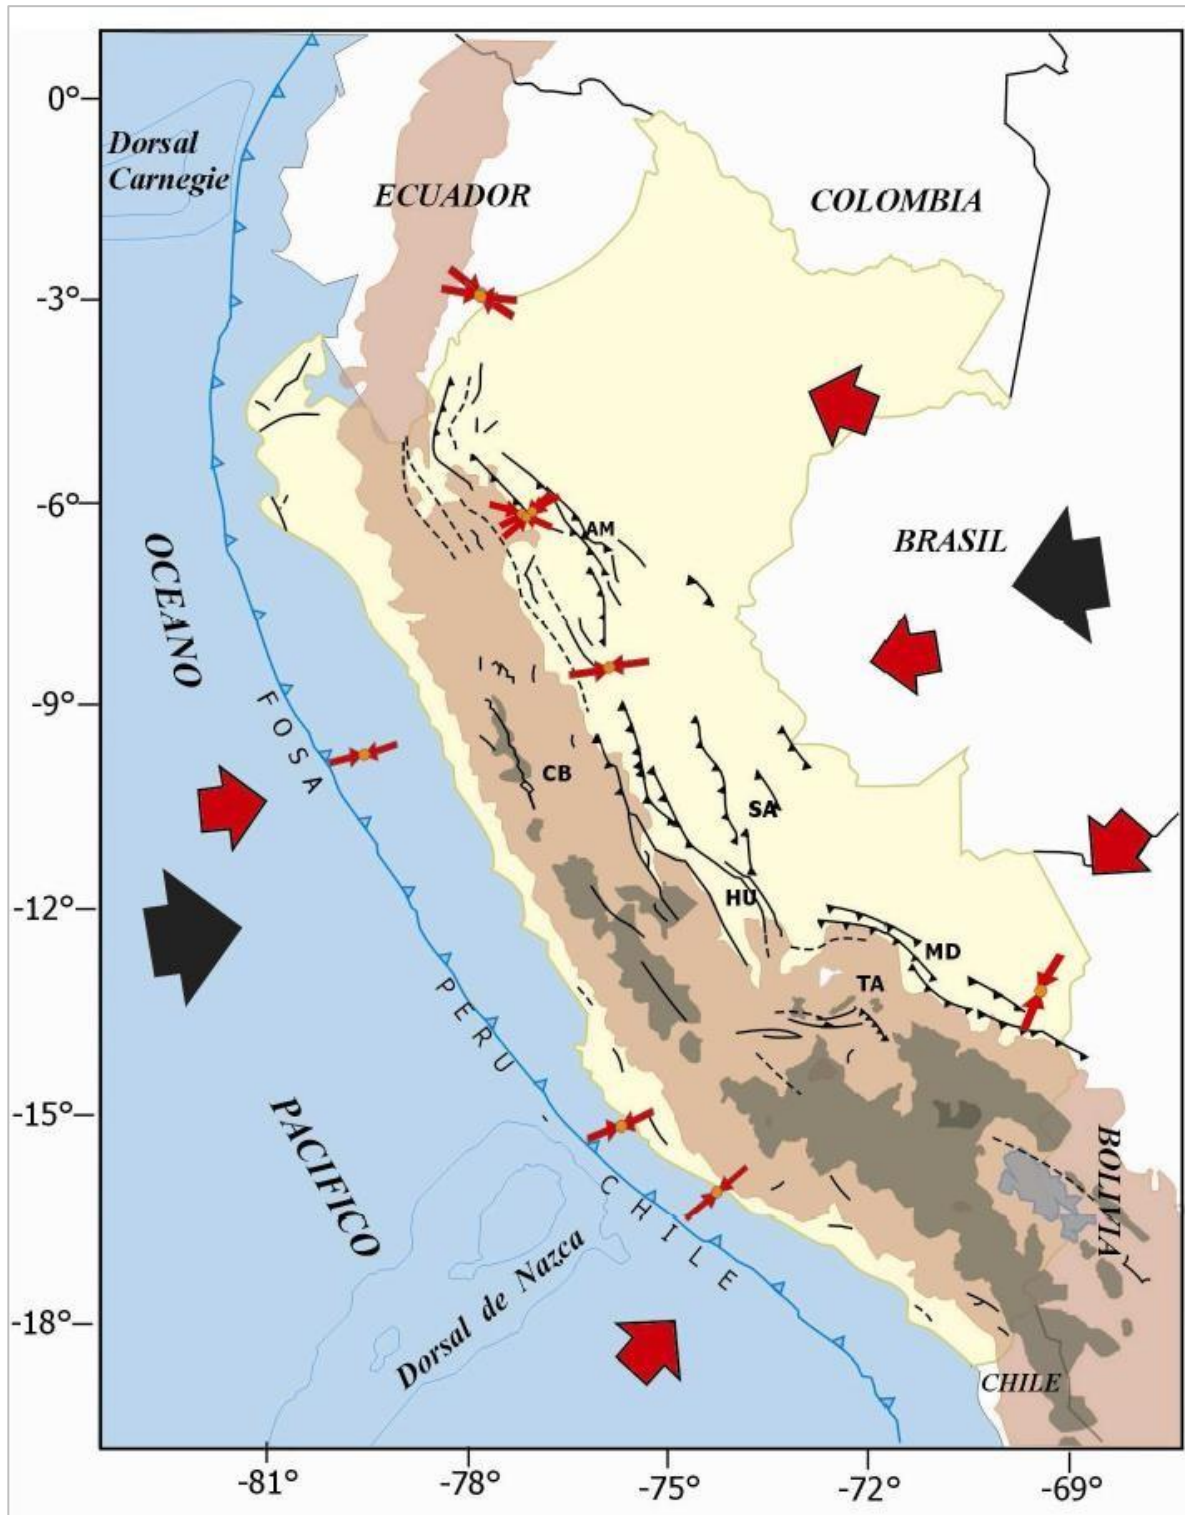 0°
Dorsal
Carnegie
ECUADOR
COLOMBIA
-3°
-6°
AM
BRASIL
OCEANO
-9°
FOSA
CB
SA
HU
-12°
MD
TA
PERU
-
CHILE
-15°
PACIFICO
BOLIVIA
Dorsal de Nazca
-18°
CHILE
-81°
-78°
-75°
-72°
-69°